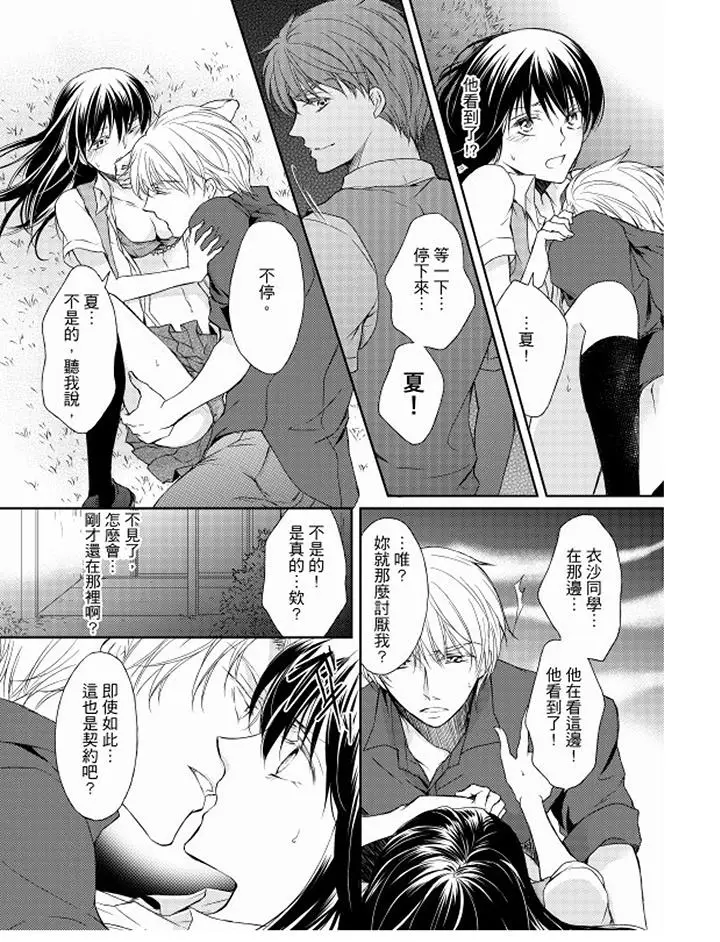 他看到了!?
…夏！
等一下…
停下來…
夏！
不停。
夏…
不是的，聽我說，
衣沙同學…
在那邊…
他在看這邊！
他看到了！
…唯？
妳就那麼討厭我？
不是的！
是真的…欸？
不見了，
怎麼會…
剛才還在那裡啊？
即使如此…
這也是契約吧？